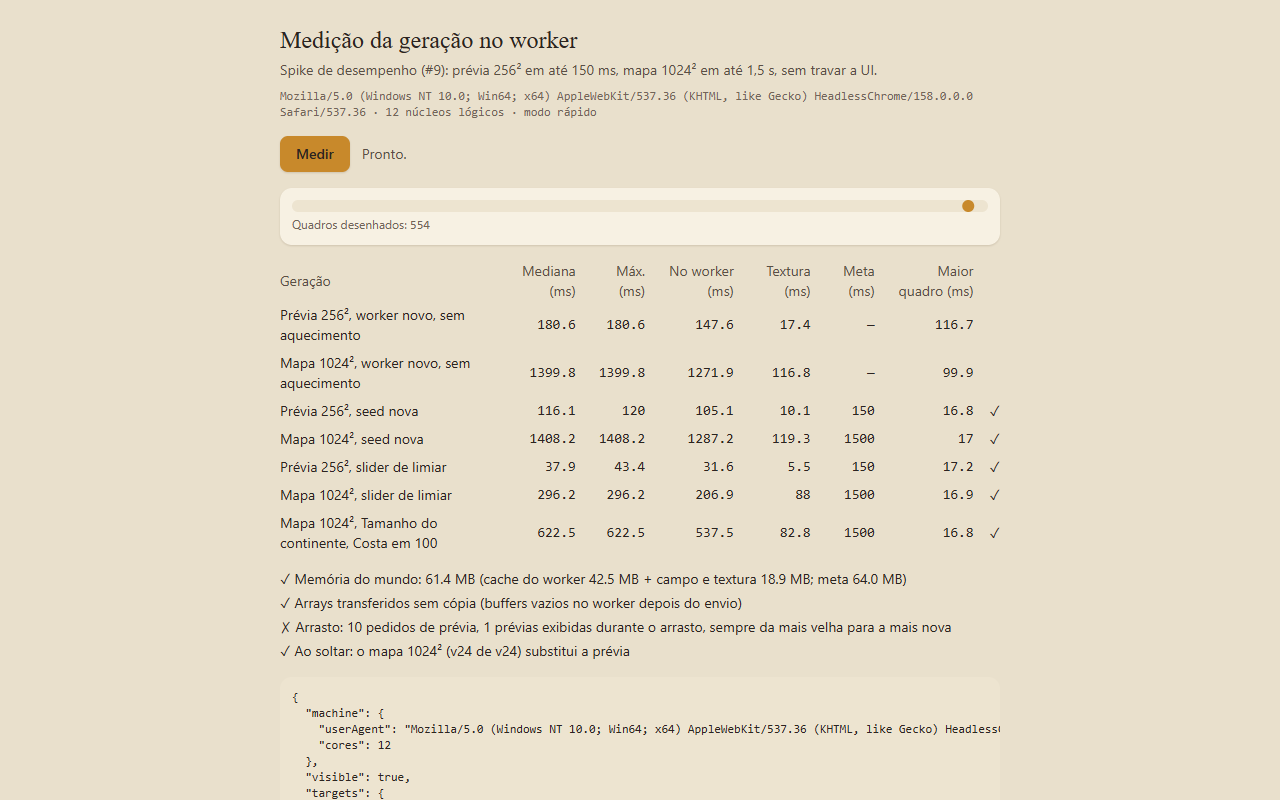 Medição da geração no worker
Spike de desempenho (#9): prévia 256² em até 150 ms, mapa 1024² em até 1,5 s, sem travar a UI.
Mozilla/5.0 (Windows NT 10.0; Win64; x64) AppleWebKit/537.36 (KHTML, like Gecko) HeadlessChrome/158.0.0.0
Safari/537.36 · 12 núcleos lógicos · modo rápido
Medir Pronto.
Quadros desenhados: 554
Geração Mediana (ms) Máx. (ms) No worker (ms) Textura (ms) Meta (ms) Maior quadro (ms)
Prévia 256², worker novo, sem aquecimento 180.6 180.6 147.6 17.4 — 116.7
Mapa 1024², worker novo, sem aquecimento 1399.8 1399.8 1271.9 116.8 — 99.9
Prévia 256², seed nova 116.1 120 105.1 10.1 150 16.8 ✓
Mapa 1024², seed nova 1408.2 1408.2 1287.2 119.3 1500 17 ✓
Prévia 256², slider de limiar 37.9 43.4 31.6 5.5 150 17.2 ✓
Mapa 1024², slider de limiar 296.2 296.2 206.9 88 1500 16.9 ✓
Mapa 1024², Tamanho do continente, Costa em 100 622.5 622.5 537.5 82.8 1500 16.8 ✓
✓ Memória do mundo: 61.4 MB (cache do worker 42.5 MB + campo e textura 18.9 MB; meta 64.0 MB)
✓ Arrays transferidos sem cópia (buffers vazios no worker depois do envio)
✗ Arrasto: 10 pedidos de prévia, 1 prévias exibidas durante o arrasto, sempre da mais velha para a mais nova
✓ Ao soltar: o mapa 1024² (v24 de v24) substitui a prévia
{
"machine": {
"userAgent": "Mozilla/5.0 (Windows NT 10.0; Win64; x64) AppleWebKit/537.36 (KHTML, like Gecko) Headless
"cores": 12
},
"visible": true,
"targets": {